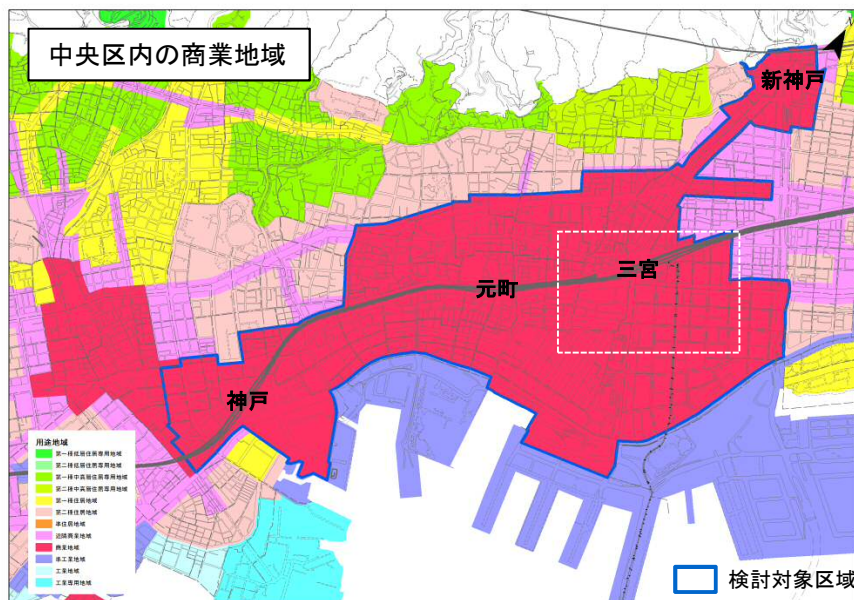 中央区内の商業地域
新神戸
三宮
元町
神戸
用途地域
第一種低層住居専用地域
第二種低層住居専用地域
第一種中高層住居専用地域
第二種中高層住居専用地域
第一種住居地域
第二種住居地域
準住居地域
近隣商業地域
商業地域
準工業地域
工業地域
工業専用地域
検討対象区域